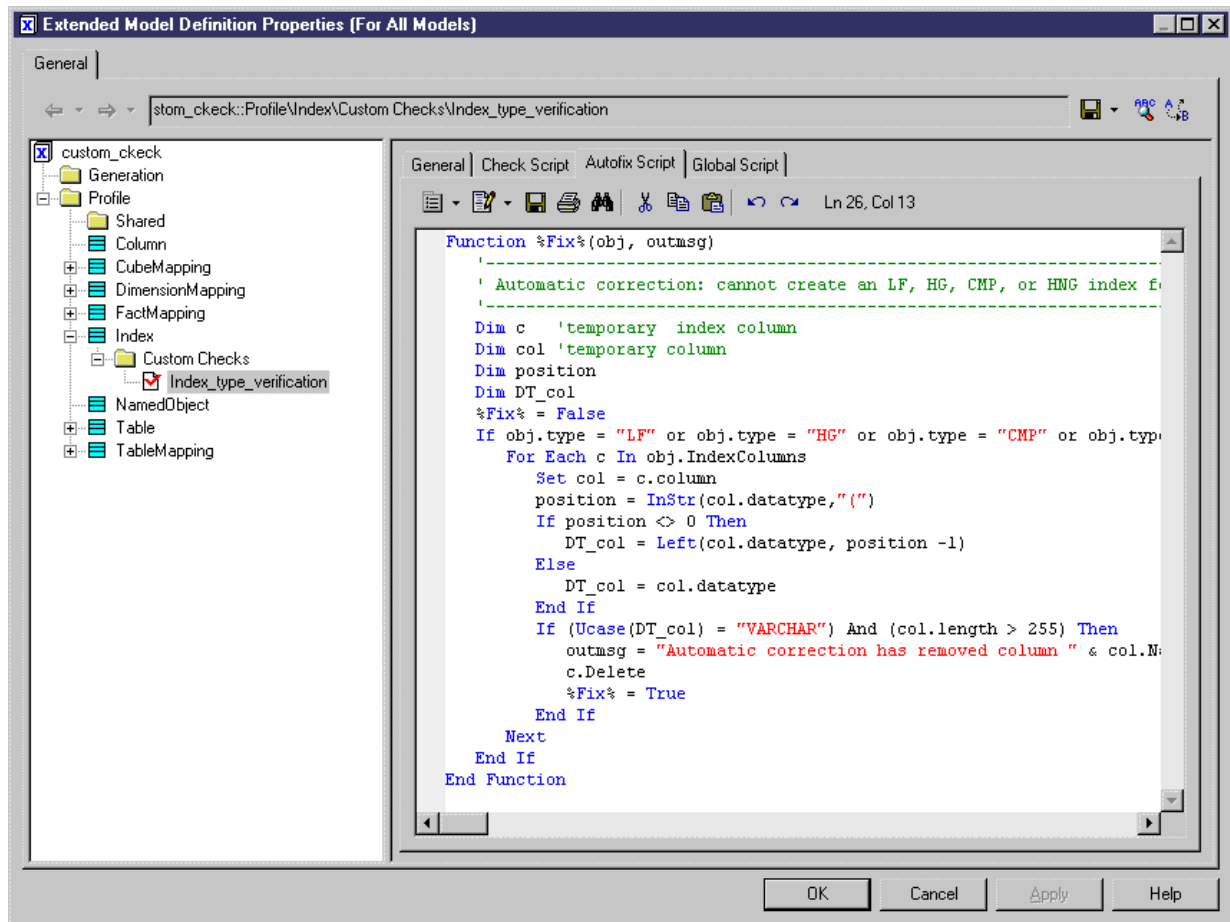 Extended Model Definition Properties (For All Models)
General
stom_ckeck::Profile\Index\Custom Checks\Index_type_verification
custom_ckeck
Generation
Profile
Shared
Column
CubeMapping
DimensionMapping
FactMapping
Index
Custom Checks
Index_type_verification
NamedObject
Table
TableMapping
General Check Script Autofix Script Global Script
Ln 26, Col 13
Function %Fix%(obj, outmsg)
'----------------------------------------------------------------------
' Automatic correction: cannot create an LF, HG, CMP, or HNG index f
'----------------------------------------------------------------------
Dim c 'temporary index column
Dim col 'temporary column
Dim position
Dim DT_col
%Fix% = False
If obj.type = "LF" or obj.type = "HG" or obj.type = "CMP" or obj.typ
For Each c In obj.IndexColumns
Set col = c.column
position = InStr(col.datatype,"(")
If position <> 0 Then
DT_col = Left(col.datatype, position -1)
Else
DT_col = col.datatype
End If
If (Ucase(DT_col) = "VARCHAR") And (col.length > 255) Then
outmsg = "Automatic correction has removed column " & col.N
c.Delete
%Fix% = True
End If
Next
End If
End Function
OK Cancel Apply Help